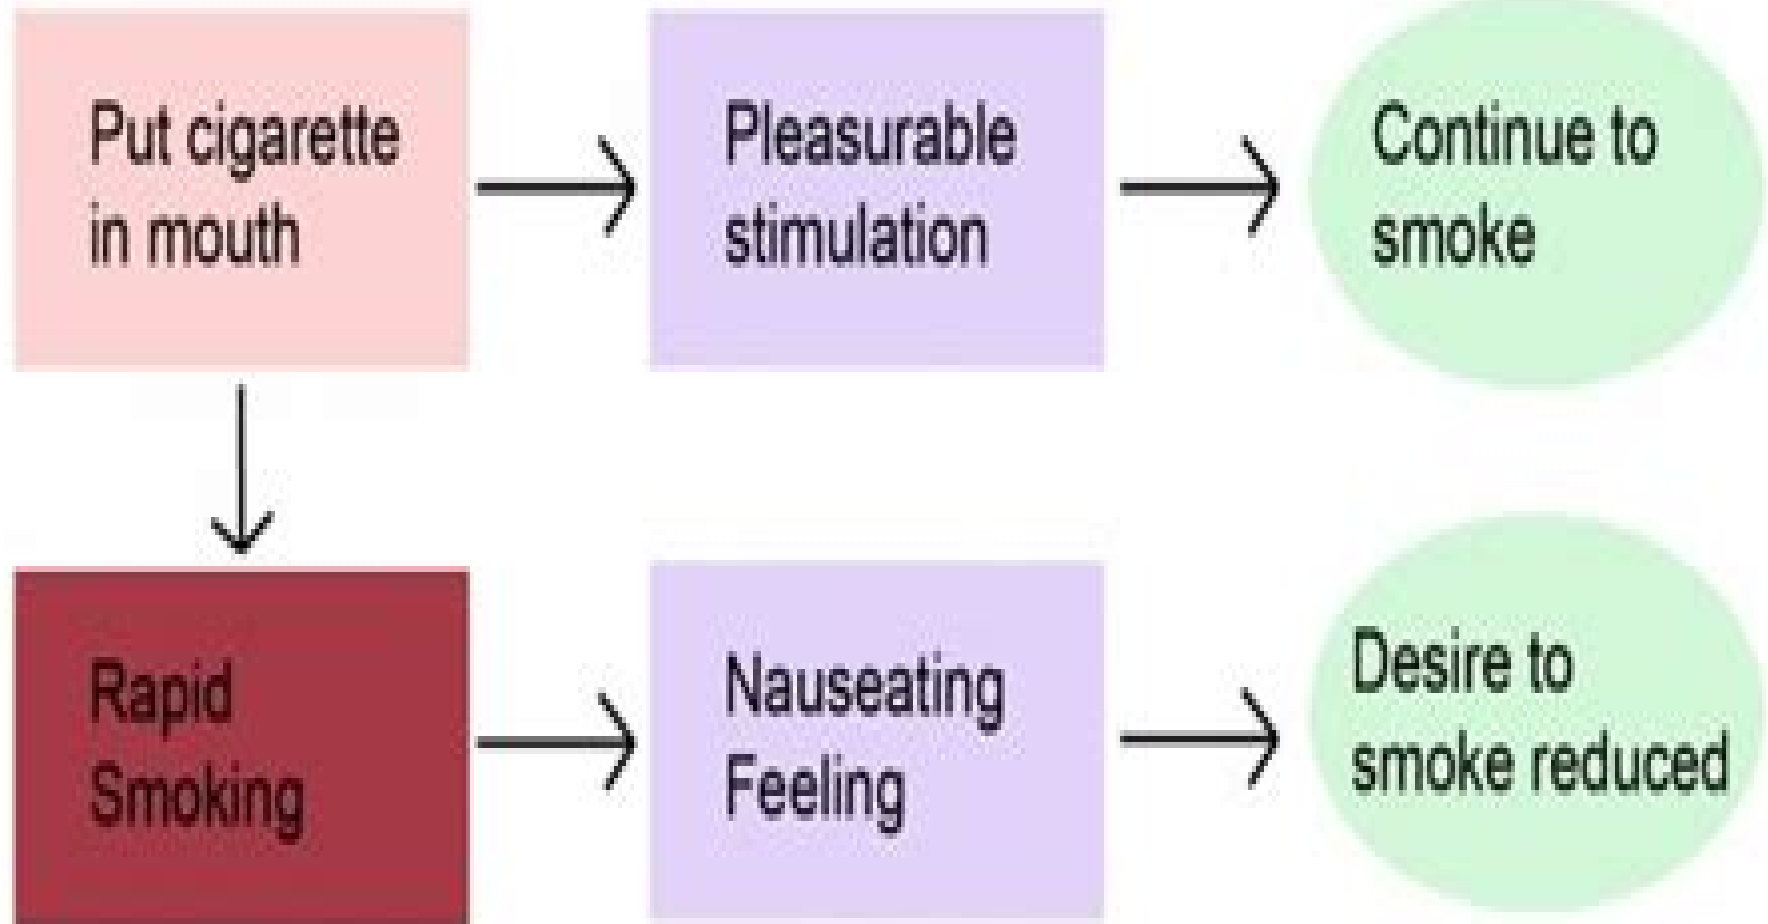 Put cigarette
in mouth
Pleasurable
stimulation
Continue to
smoke
Rapid
Smoking
Nauseating
Feeling
Desire to
smoke reduced